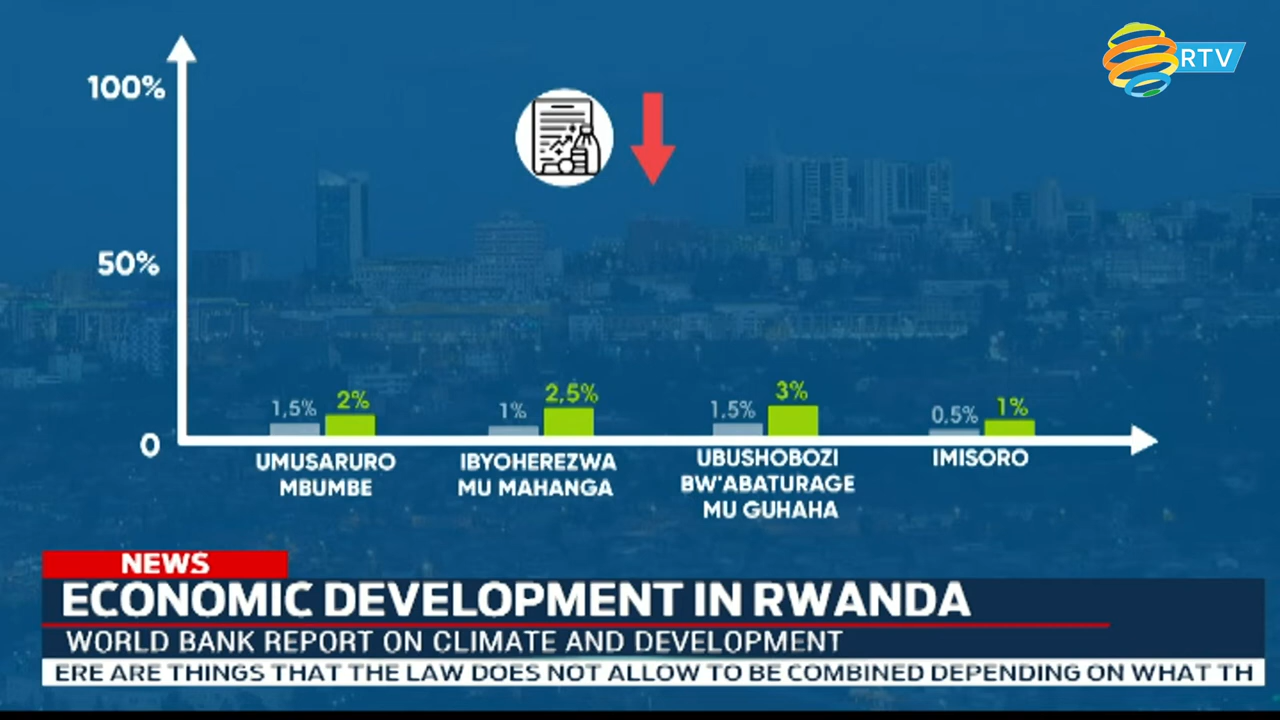 RTV
100%
50%
0
1,5% 2%
1% 2,5%
1.5% 3%
0.5% 1%
UMUSARURO
MBUMBE
IBYOHEREZWA
MU MAHANGA
UBUSHOBOZI
BW'ABATURAGE
MU GUHAHA
IMISORO
NEWS
ECONOMIC DEVELOPMENT IN RWANDA
WORLD BANK REPORT ON CLIMATE AND DEVELOPMENT
ERE ARE THINGS THAT THE LAW DOES NOT ALLOW TO BE COMBINED DEPENDING ON WHAT TH